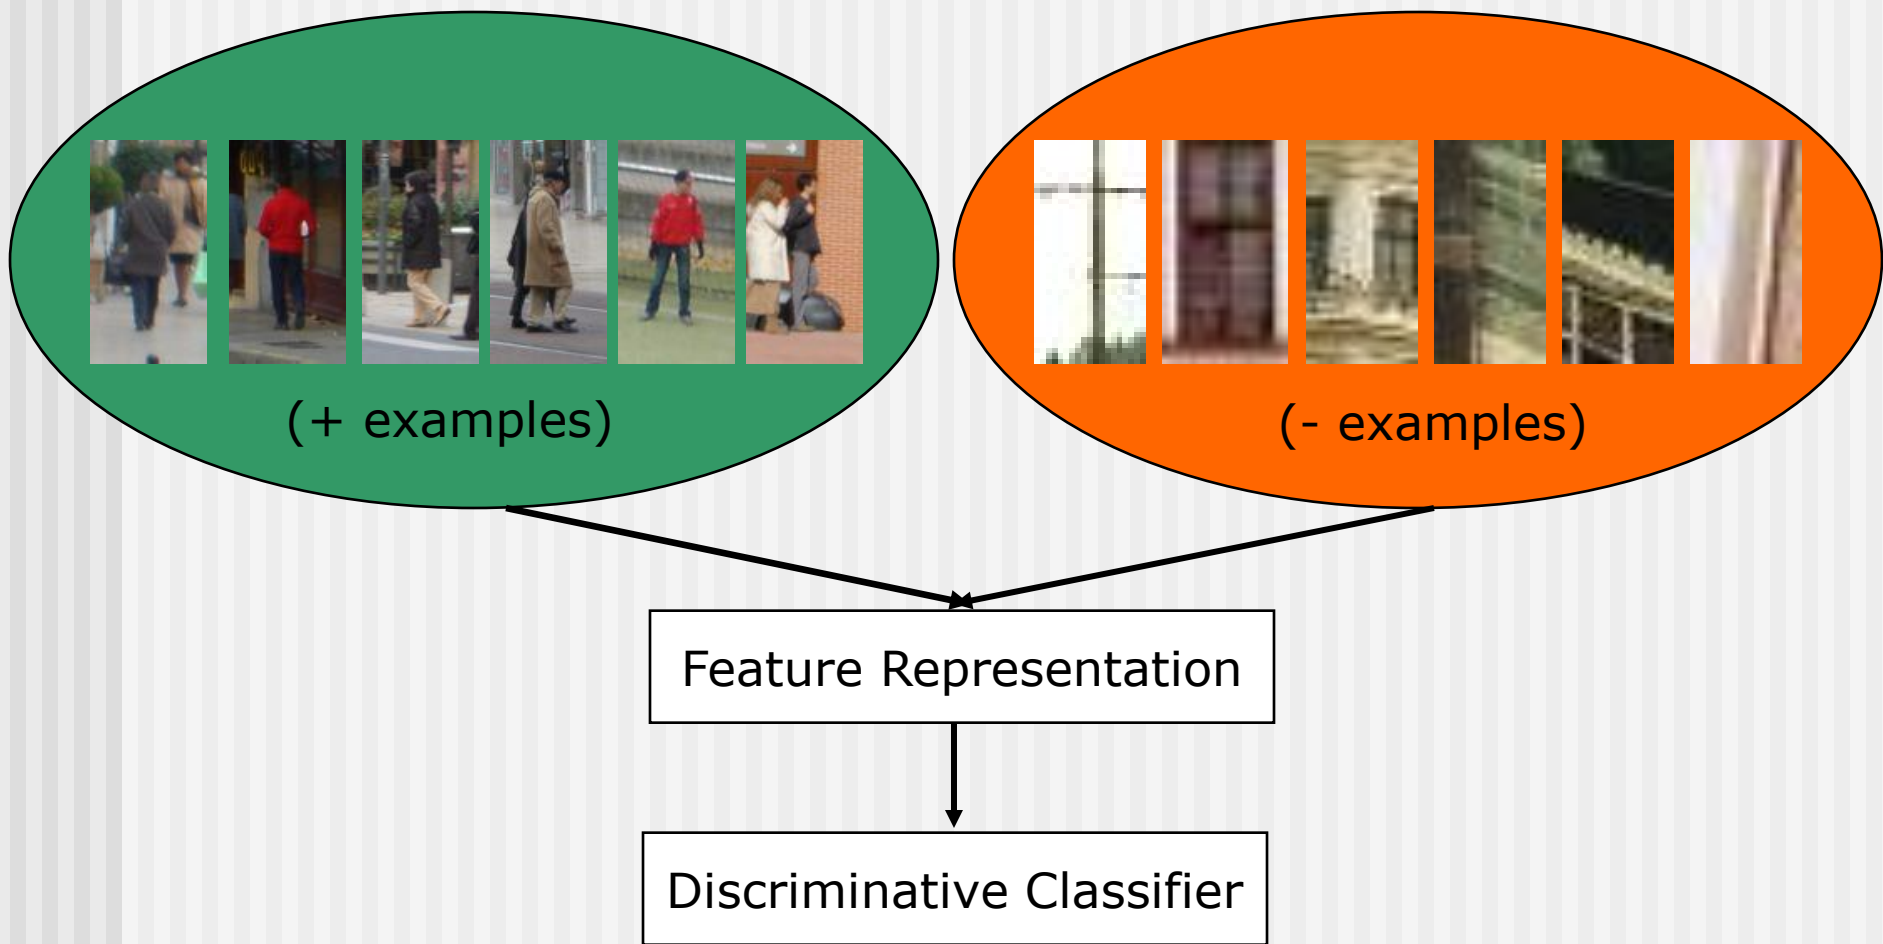 (+ examples)
(- examples)
Feature Representation
Discriminative Classifier